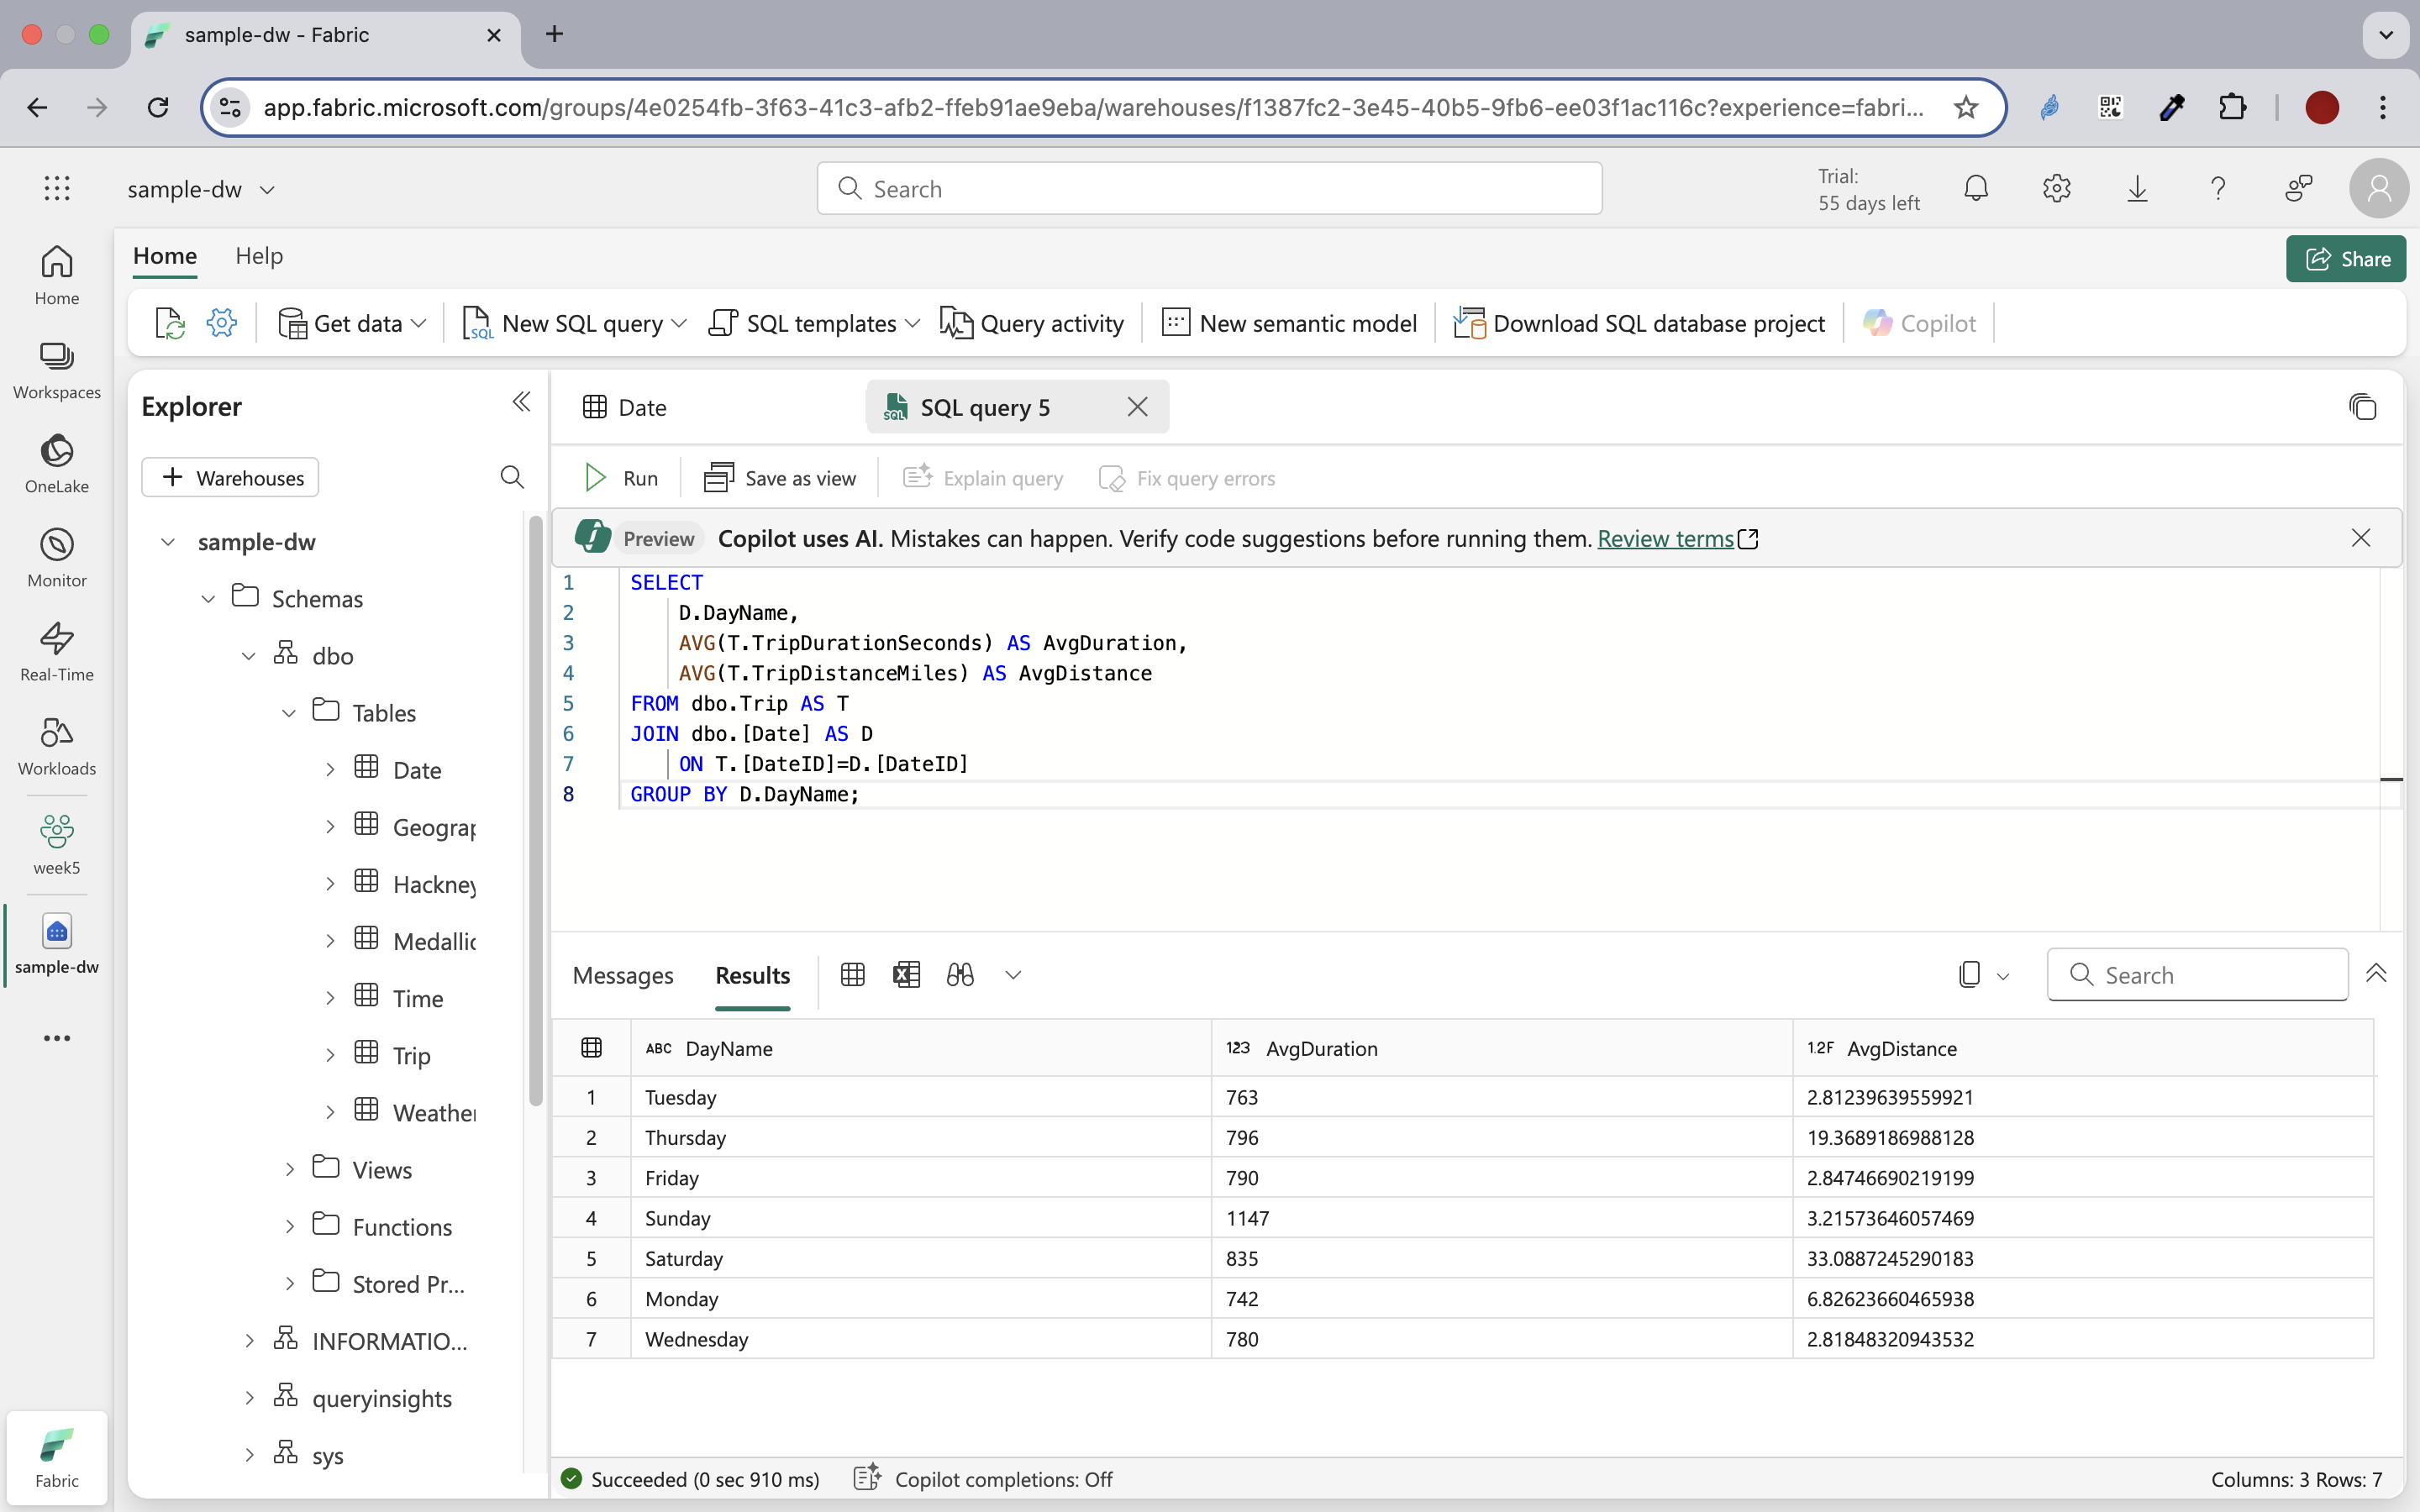 sample-dw - Fabric
app.fabric.microsoft.com/groups/4e0254fb-3f63-41c3-afb2-ffeb91ae9eba/warehouses/f1387fc2-3e45-40b5-9fb6-ee03f1ac116c?experience=fabri...
sample-dw
Search
Trial:
55 days left
Home
Help
Share
Get data
New SQL query
SQL templates
Query activity
New semantic model
Download SQL database project
Copilot
Home
Workspaces
OneLake
Monitor
Real-Time
Workloads
week5
sample-dw
Fabric
Explorer
Warehouses
sample-dw
Schemas
dbo
Tables
Date
Geograp
Hackney
Medallic
Time
Trip
Weather
Views
Functions
Stored Pr...
INFORMATIO...
queryinsights
sys
Date
SQL query 5
Run
Save as view
Explain query
Fix query errors
Preview Copilot uses AI. Mistakes can happen. Verify code suggestions before running them. Review terms
1 SELECT
2 D.DayName,
3 AVG(T.TripDurationSeconds) AS AvgDuration,
4 AVG(T.TripDistanceMiles) AS AvgDistance
5 FROM dbo.Trip AS T
6 JOIN dbo.[Date] AS D
7 ON T.[DateID]=D.[DateID]
8 GROUP BY D.DayName;
Messages
Results
Search
ABC DayName 123 AvgDuration 1.2F AvgDistance
1 Tuesday 763 2.81239639559921
2 Thursday 796 19.3689186988128
3 Friday 790 2.84746690219199
4 Sunday 1147 3.21573646057469
5 Saturday 835 33.0887245290183
6 Monday 742 6.82623660465938
7 Wednesday 780 2.81848320943532
Succeeded (0 sec 910 ms)
Copilot completions: Off
Columns: 3 Rows: 7